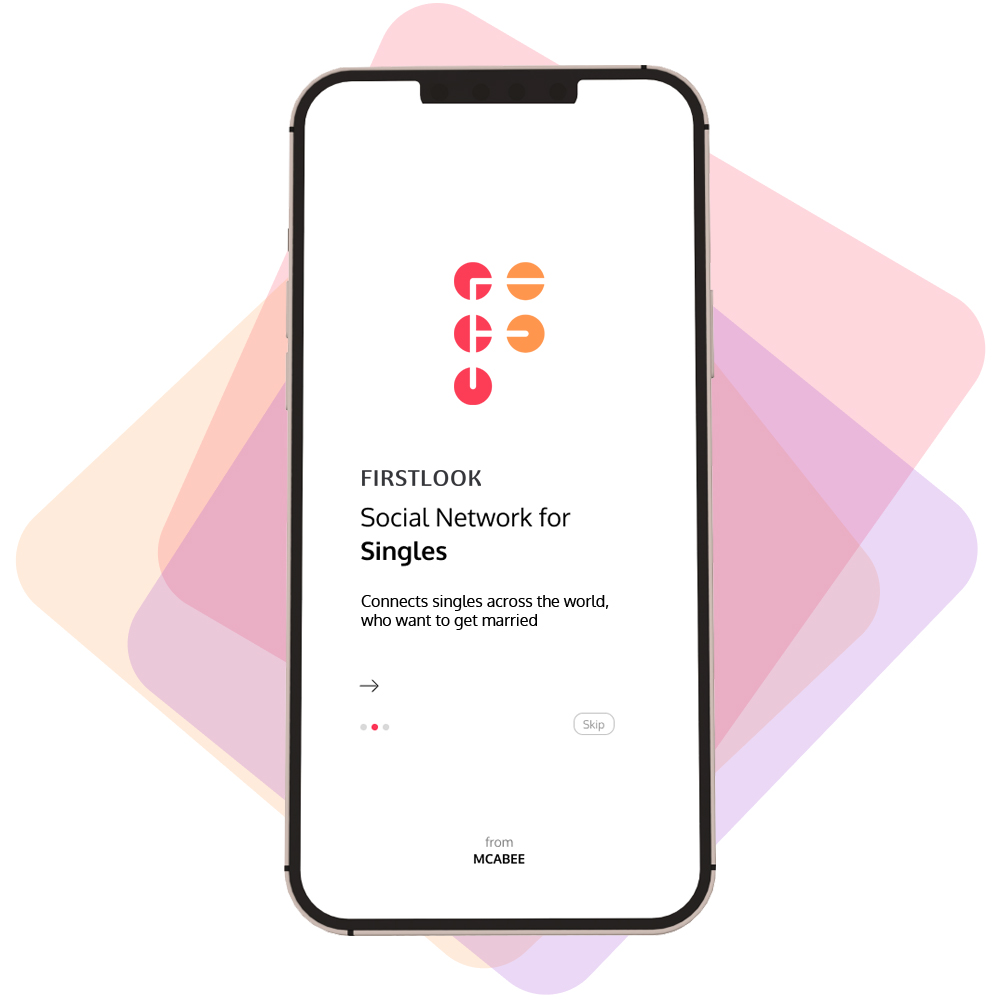 FIRSTLOOK
Social Network for
Singles
Connects singles across the world,
who want to get married
Skip
from
MCABEE